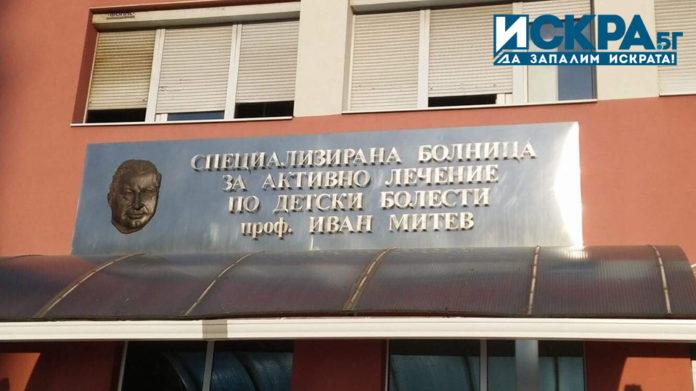 ИСКРА.БГ
ДА ЗАПАЛИМ ИСКРАТА!
СПЕЦИАЛИЗИРАНА БОЛНИЦА
ЗА АКТИВНО ЛЕЧЕНИЕ
ПО ДЕТСКИ БОЛЕСТИ
проф. ИВАН МИТЕВ